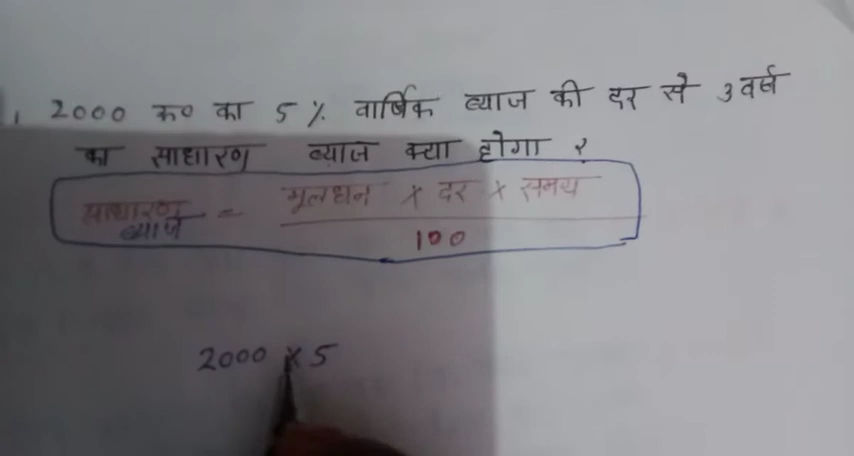 1 2000 रु० का 5 % वार्षिक ब्याज की दर से 3 वर्ष
का साधारण ब्याज क्या होगा ?
साधारण ब्याज = मूलधन × दर × समय
100
2000 × 5